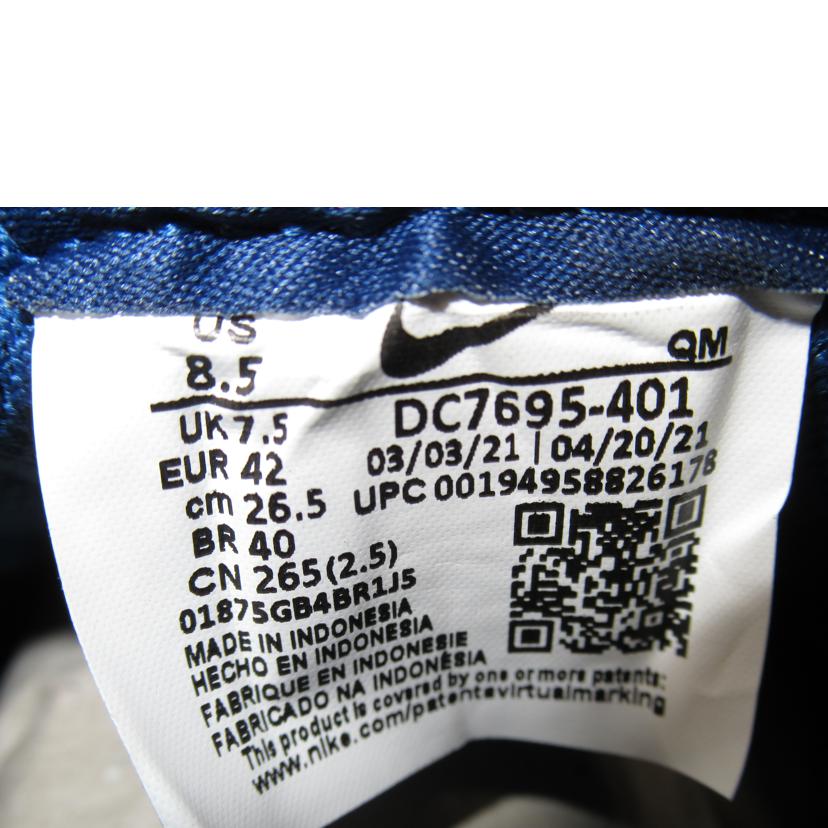 US
8.5
QM
UK 7.5
EUR 42
cm 26.5
BR 40
CN 265 (2.5)
DC7695-401
03/03/21 | 04/20/21
UPC 00194958826178
01875GB4BR1J5
MADE IN INDONESIA
HECHO EN INDONESIA
FABRIQUE EN INDONESIE
FABRICADO NA INDONÉSIA
This product is covered by one or more patents:
www.nike.com/patentsvirtualmarking